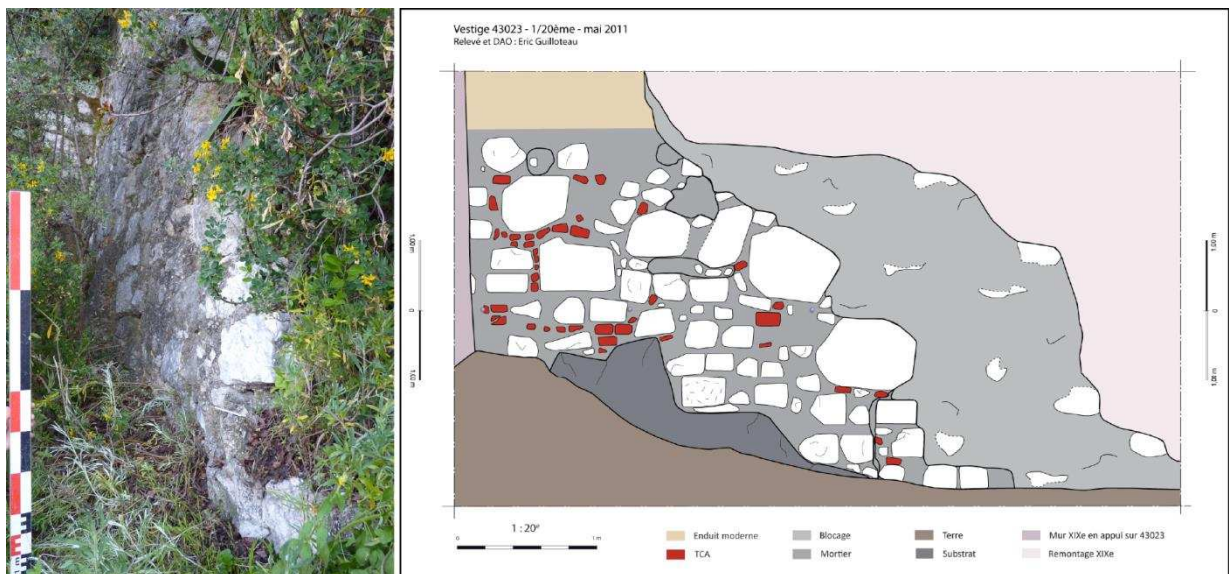 Vestige 43023 - 1/20ème - mai 2011
Relevé et DAO : Eric Guilloteau
1,00 m
0
1,00 m
1,00 m
0
1,00 m
1 : 20e
0 1m
Enduit moderne
Blocage
Terre
Mur XIXe en appui sur 43023
TCA
Mortier
Substrat
Remontage XIXe